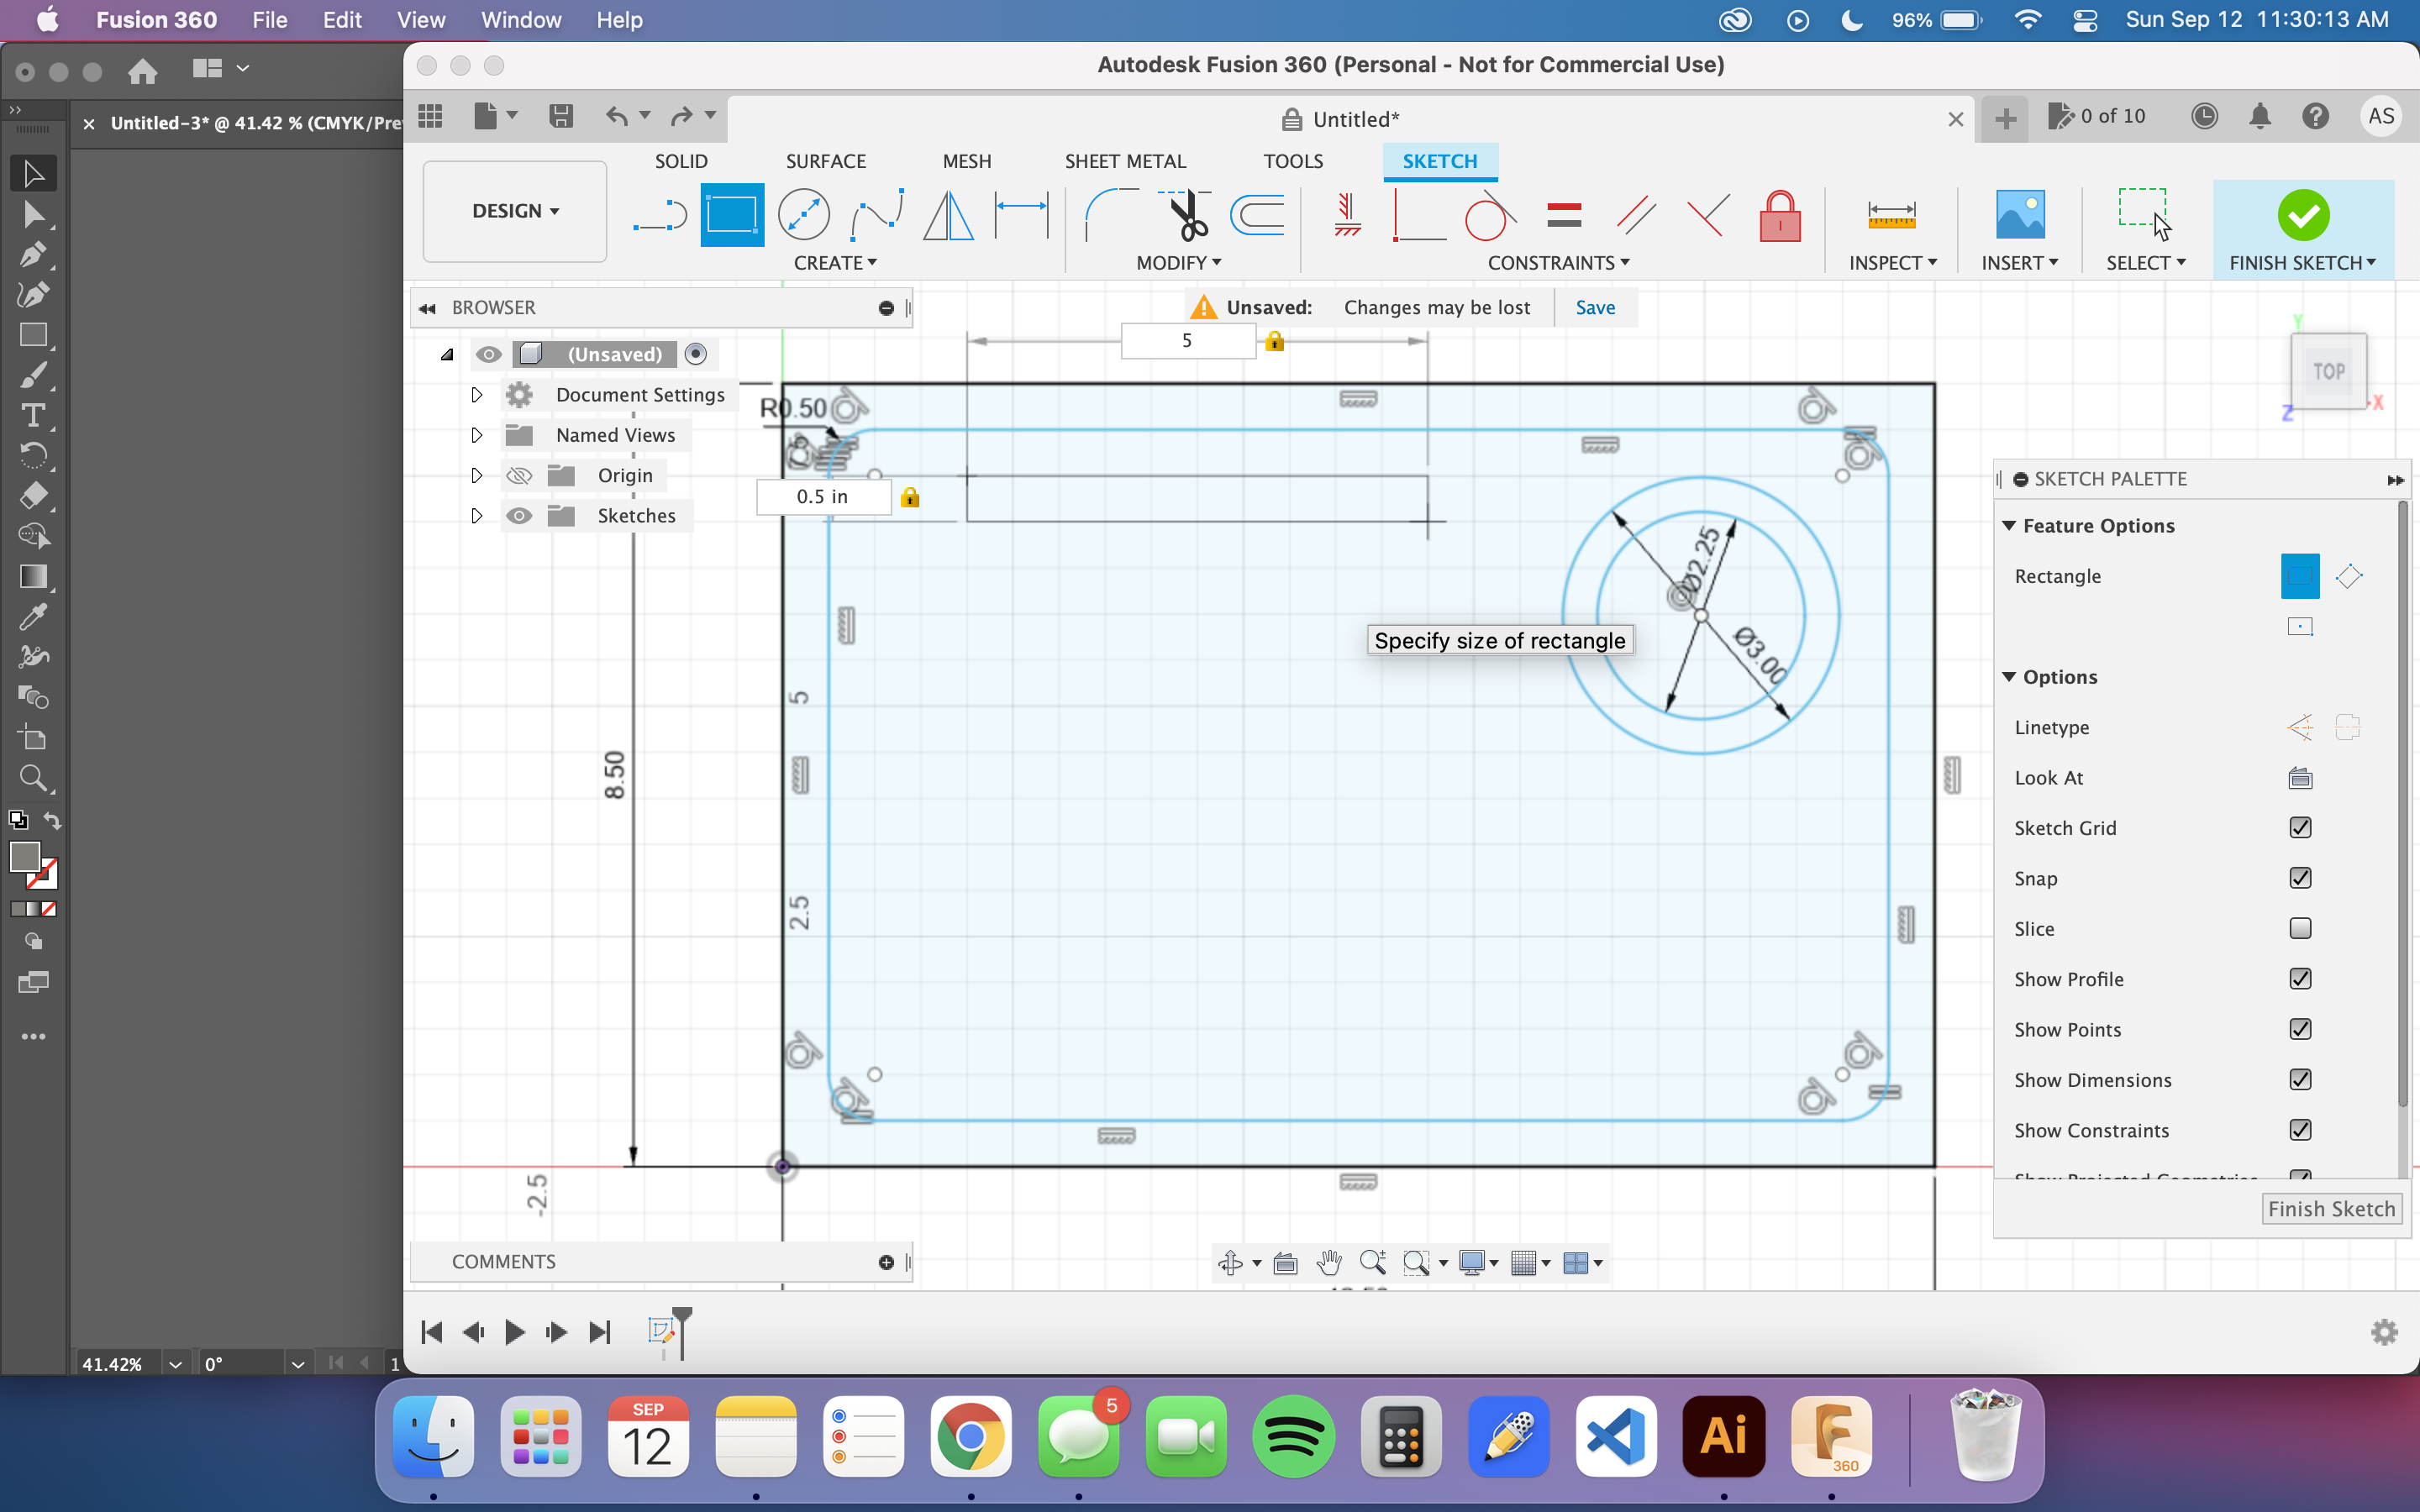 Fusion 360 File Edit View Window Help
96% Sun Sep 12 11:30:13 AM
Autodesk Fusion 360 (Personal - Not for Commercial Use)
Untitled-3* @ 41.42 % (CMYK/Pre
Untitled*
0 of 10
AS
SOLID SURFACE MESH SHEET METAL TOOLS SKETCH
DESIGN
CREATE MODIFY CONSTRAINTS INSPECT INSERT SELECT FINISH SKETCH
BROWSER
Unsaved: Changes may be lost Save
(Unsaved)
Document Settings
Named Views
Origin
Sketches
5
R0.50
0.5 in
Ø2.25
Ø3.00
Specify size of rectangle
8.50
5
2.5
-2.5
TOP
Y
X
Z
SKETCH PALETTE
Feature Options
Rectangle
Options
Linetype
Look At
Sketch Grid
Snap
Slice
Show Profile
Show Points
Show Dimensions
Show Constraints
Show Projected Geometries
Finish Sketch
COMMENTS
41.42% 0° 1
SEP
12
5
Ai
360